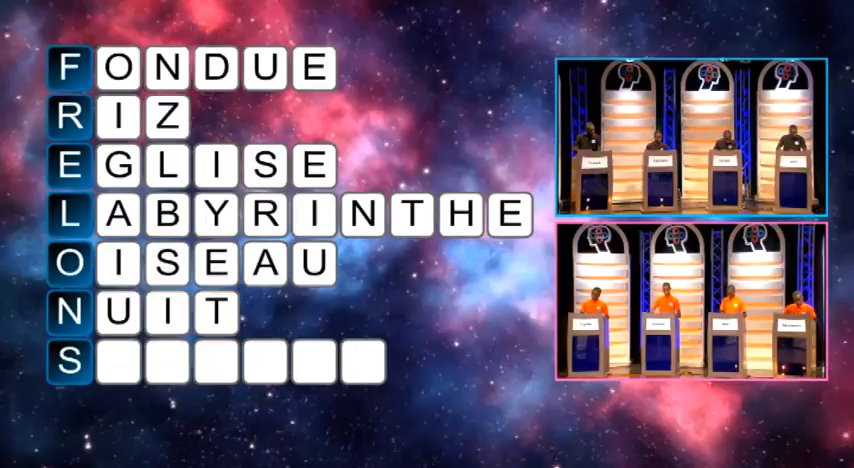 FONDUE
RIZ
EGLISE
LABYRINTHE
OISEAU
NUIT
S